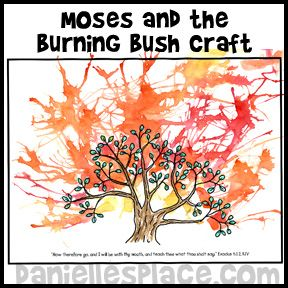 Moses and the
Burning Bush Craft
"Now therefore go, and I will be with thy mouth, and teach thee what thou shalt say." Exodus 4:12, KJV
DaniellesPlace.com